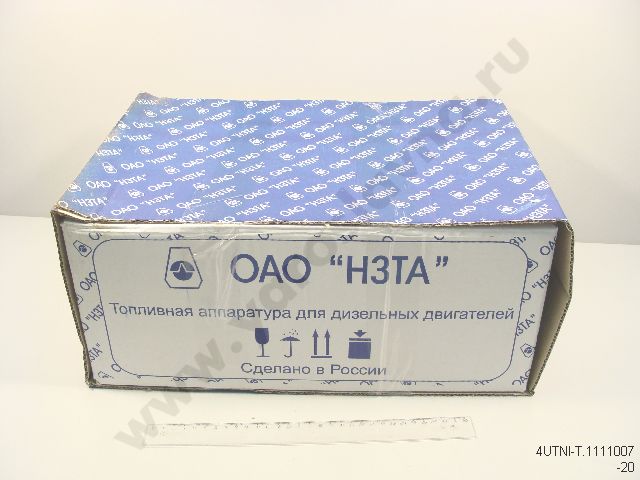 ОАО "НЗТА"
Топливная аппаратура для дизельных двигателей
Сделано в России
4UTNI-T.1111007
-20